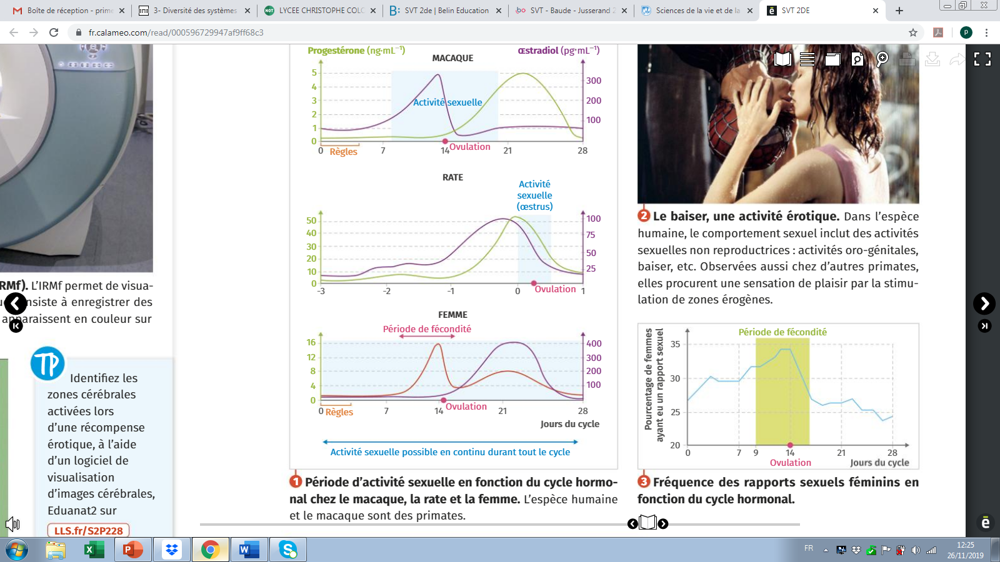 Boîte de réception - prime
3- Diversité des systèmes
LYCEE CHRISTOPHE COLO
SVT 2de | Belin Education
SVT - Baude - Jusserand 2
Sciences de la vie et de la
SVT 2DE
fr.calameo.com/read/000596729947af9ff68c3
RMf). L'IRMf permet de visua-
nsiste à enregistrer des
apparaissent en couleur sur
TP
Identifiez les
zones cérébrales
activées lors
d'une récompense
érotique, à l'aide
d'un logiciel de
visualisation
d'images cérébrales,
Eduanat2 sur
LLS.fr/S2P228
Progestérone (ng·mL⁻¹)
Œstradiol (pg·mL⁻¹)
MACAQUE
5
4
3
2
1
0
300
200
100
Activité sexuelle
0 7 14 21 28
Règles
Ovulation
RATE
Activité
sexuelle
(œstrus)
50
40
30
20
10
0
100
75
50
25
-3 -2 -1 0 1
Ovulation
FEMME
Période de fécondité
16
12
8
4
0
400
300
200
100
0 7 14 21 28
Règles
Ovulation
Jours du cycle
Activité sexuelle possible en continu durant tout le cycle
1 Période d'activité sexuelle en fonction du cycle hormo-
nal chez le macaque, la rate et la femme. L'espèce humaine
et le macaque sont des primates.
2 Le baiser, une activité érotique. Dans l'espèce
humaine, le comportement sexuel inclut des activités
sexuelles non reproductrices : activités oro-génitales,
baiser, etc. Observées aussi chez d'autres primates,
elles procurent une sensation de plaisir par la stimu-
lation de zones érogènes.
Pourcentage de femmes
ayant eu un rapport sexuel
Période de fécondité
35
30
25
20
0 7 9 14 21 28
Ovulation
Jours du cycle
3 Fréquence des rapports sexuels féminins en
fonction du cycle hormonal.
FR
12:25
26/11/2019